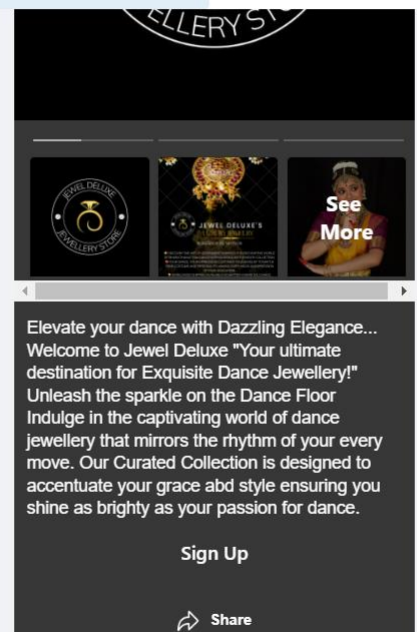 ELLERY STO
JEWEL DELUXE
JEWELLERY STORE
JEWEL DELUXE'S
See
More
Elevate your dance with Dazzling Elegance...
Welcome to Jewel Deluxe "Your ultimate
destination for Exquisite Dance Jewellery!"
Unleash the sparkle on the Dance Floor
Indulge in the captivating world of dance
jewellery that mirrors the rhythm of your every
move. Our Curated Collection is designed to
accentuate your grace abd style ensuring you
shine as brighty as your passion for dance.
Sign Up
Share